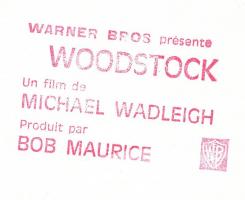 WARNER BROS présente
WOODSTOCK
Un film de
MICHAEL WADLEIGH
Produit par
BOB MAURICE